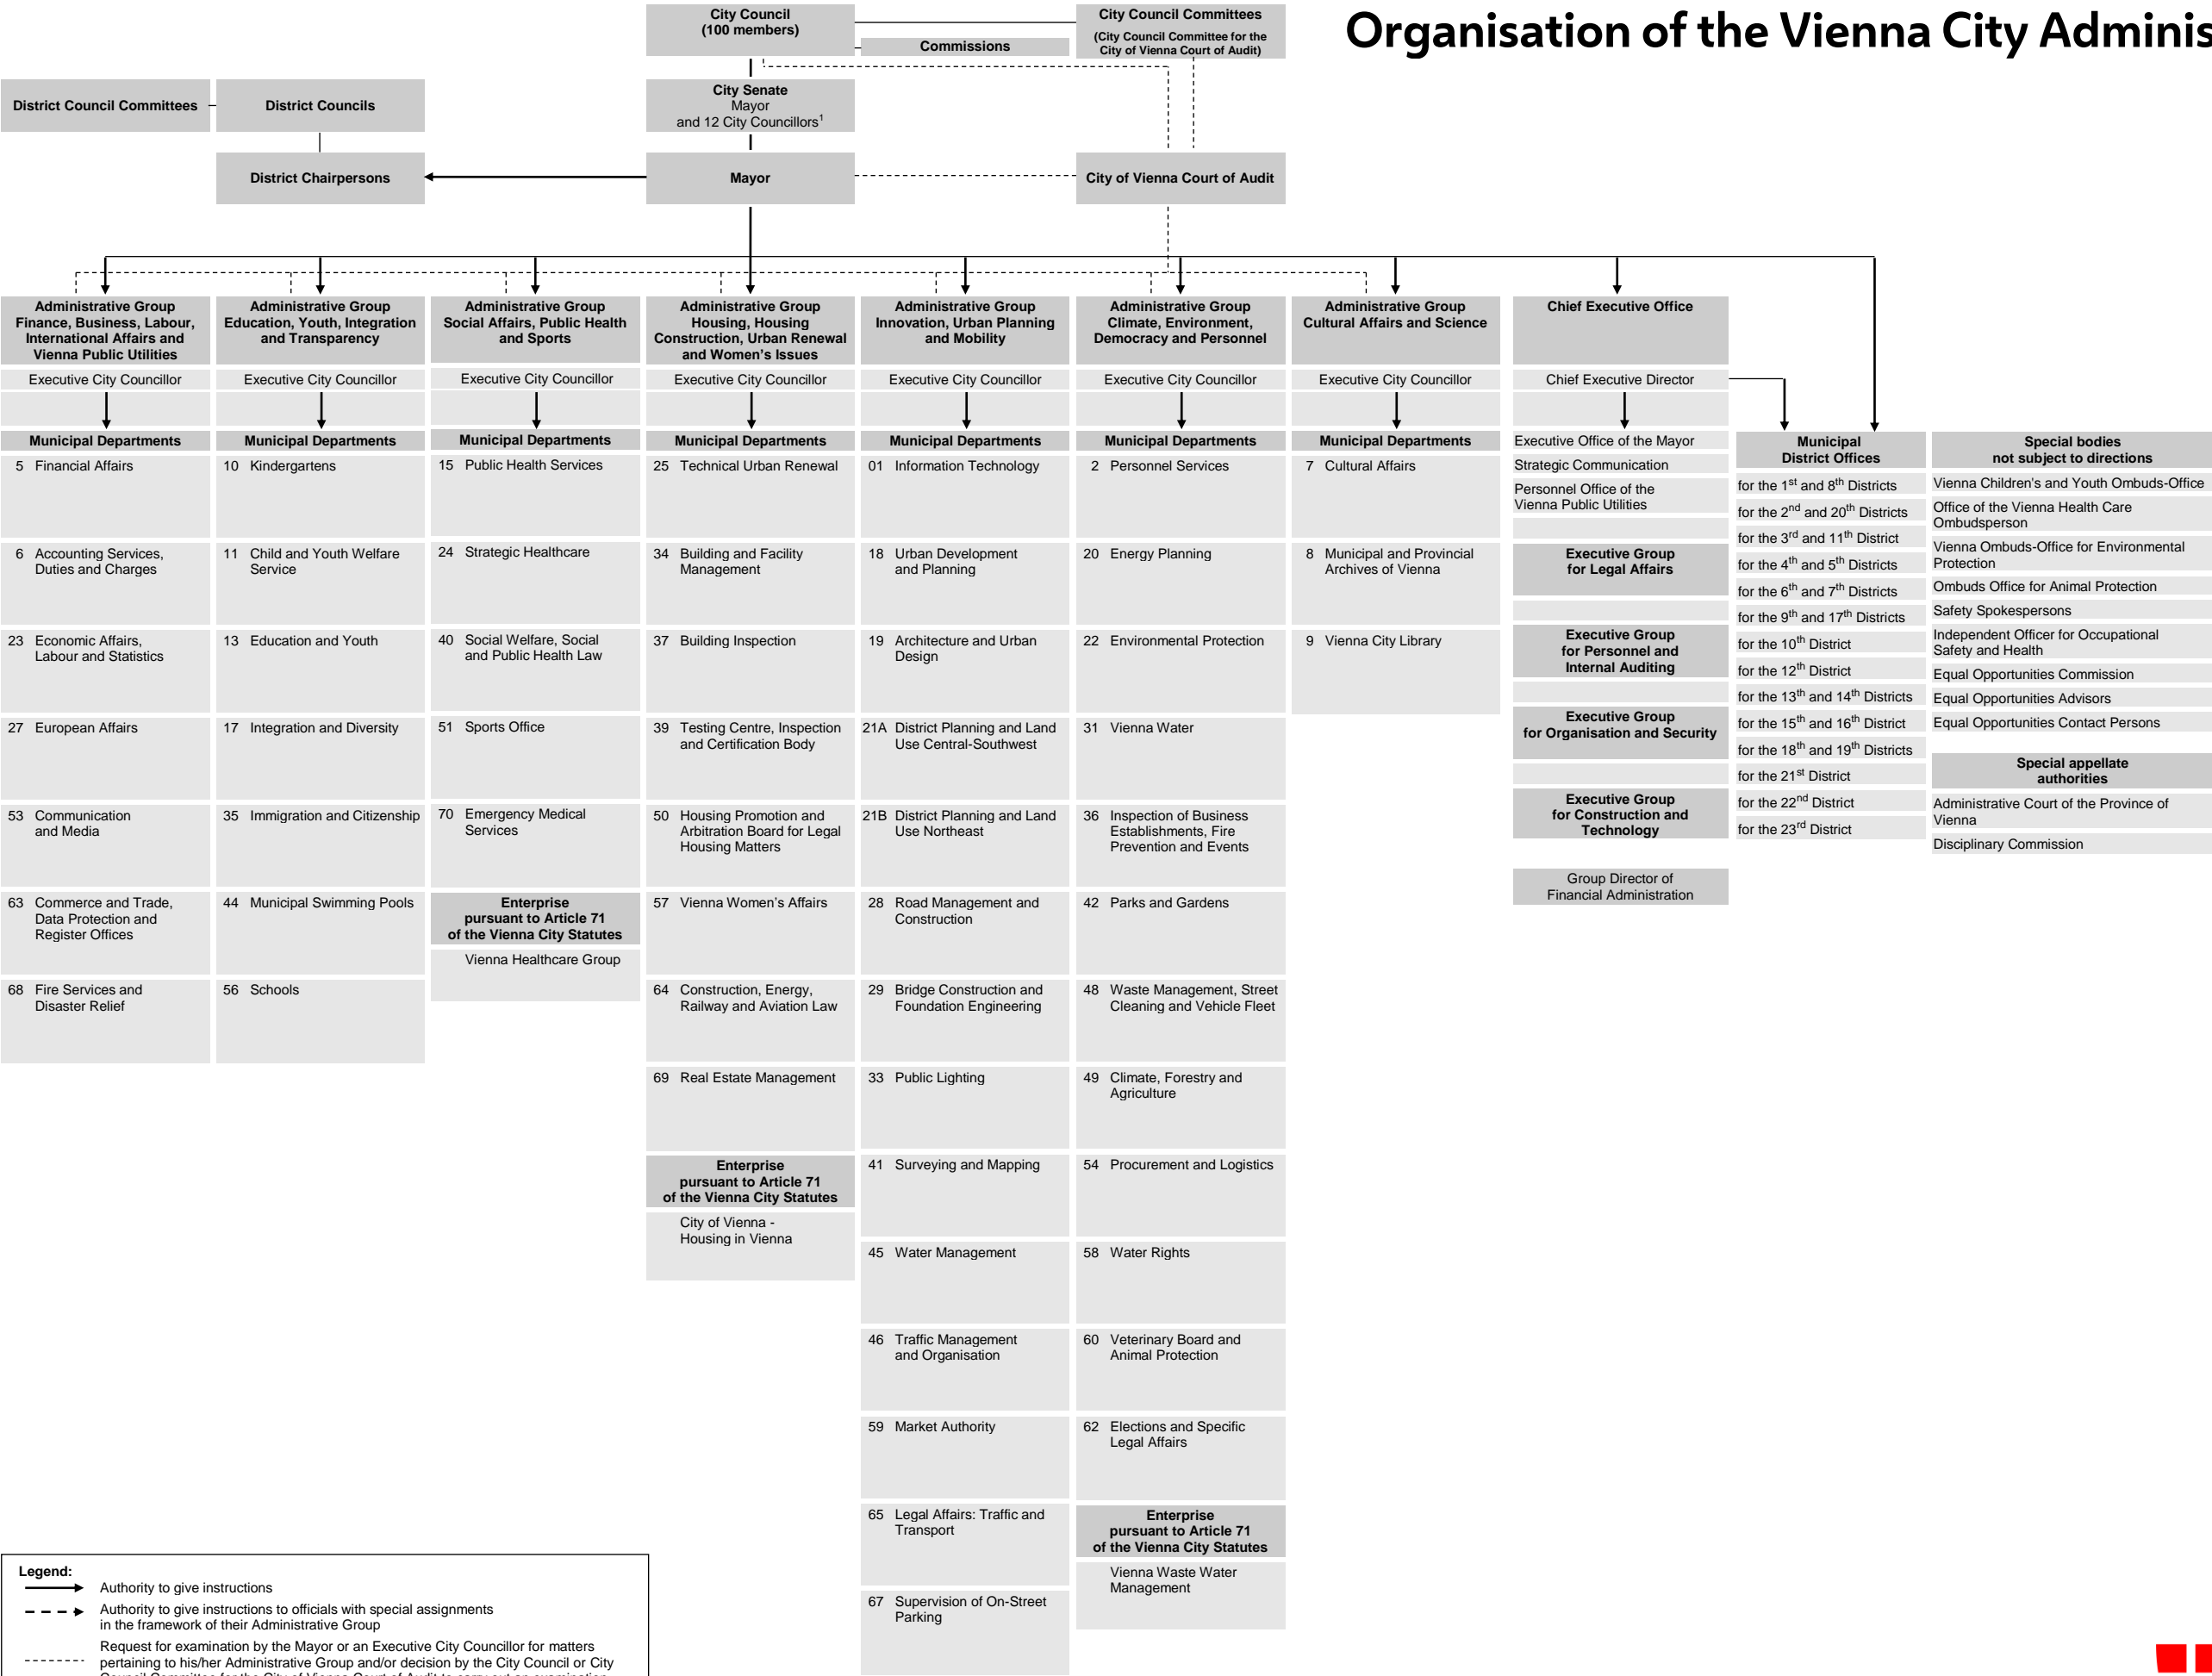 Organisation of the Vienna City Adminis
City Council
(100 members)
City Council Committees
(City Council Committee for the
City of Vienna Court of Audit)
Commissions
District Council Committees
District Councils
City Senate
Mayor
and 12 City Councillors1
District Chairpersons
Mayor
City of Vienna Court of Audit
Administrative Group
Finance, Business, Labour,
International Affairs and
Vienna Public Utilities
Executive City Councillor
Municipal Departments
5 Financial Affairs
6 Accounting Services,
Duties and Charges
23 Economic Affairs,
Labour and Statistics
27 European Affairs
53 Communication
and Media
63 Commerce and Trade,
Data Protection and
Register Offices
68 Fire Services and
Disaster Relief
Administrative Group
Education, Youth, Integration
and Transparency
Executive City Councillor
Municipal Departments
10 Kindergartens
11 Child and Youth Welfare
Service
13 Education and Youth
17 Integration and Diversity
35 Immigration and Citizenship
44 Municipal Swimming Pools
56 Schools
Administrative Group
Social Affairs, Public Health
and Sports
Executive City Councillor
Municipal Departments
15 Public Health Services
24 Strategic Healthcare
40 Social Welfare, Social
and Public Health Law
51 Sports Office
70 Emergency Medical
Services
Enterprise
pursuant to Article 71
of the Vienna City Statutes
Vienna Healthcare Group
Administrative Group
Housing, Housing
Construction, Urban Renewal
and Women's Issues
Executive City Councillor
Municipal Departments
25 Technical Urban Renewal
34 Building and Facility
Management
37 Building Inspection
39 Testing Centre, Inspection
and Certification Body
50 Housing Promotion and
Arbitration Board for Legal
Housing Matters
57 Vienna Women's Affairs
64 Construction, Energy,
Railway and Aviation Law
69 Real Estate Management
Enterprise
pursuant to Article 71
of the Vienna City Statutes
City of Vienna -
Housing in Vienna
Administrative Group
Innovation, Urban Planning
and Mobility
Executive City Councillor
Municipal Departments
01 Information Technology
18 Urban Development
and Planning
19 Architecture and Urban
Design
21A District Planning and Land
Use Central-Southwest
21B District Planning and Land
Use Northeast
28 Road Management and
Construction
29 Bridge Construction and
Foundation Engineering
33 Public Lighting
41 Surveying and Mapping
45 Water Management
46 Traffic Management
and Organisation
59 Market Authority
65 Legal Affairs: Traffic and
Transport
67 Supervision of On-Street
Parking
Administrative Group
Climate, Environment,
Democracy and Personnel
Executive City Councillor
Municipal Departments
2 Personnel Services
20 Energy Planning
22 Environmental Protection
31 Vienna Water
36 Inspection of Business
Establishments, Fire
Prevention and Events
42 Parks and Gardens
48 Waste Management, Street
Cleaning and Vehicle Fleet
49 Climate, Forestry and
Agriculture
54 Procurement and Logistics
58 Water Rights
60 Veterinary Board and
Animal Protection
62 Elections and Specific
Legal Affairs
Enterprise
pursuant to Article 71
of the Vienna City Statutes
Vienna Waste Water
Management
Administrative Group
Cultural Affairs and Science
Executive City Councillor
Municipal Departments
7 Cultural Affairs
8 Municipal and Provincial
Archives of Vienna
9 Vienna City Library
Chief Executive Office
Chief Executive Director
Executive Office of the Mayor
Strategic Communication
Personnel Office of the
Vienna Public Utilities
Executive Group
for Legal Affairs
Executive Group
for Personnel and
Internal Auditing
Executive Group
for Organisation and Security
Executive Group
for Construction and
Technology
Group Director of
Financial Administration
Municipal
District Offices
for the 1st and 8th Districts
for the 2nd and 20th Districts
for the 3rd and 11th District
for the 4th and 5th Districts
for the 6th and 7th Districts
for the 9th and 17th Districts
for the 10th District
for the 12th District
for the 13th and 14th Districts
for the 15th and 16th District
for the 18th and 19th Districts
for the 21st District
for the 22nd District
for the 23rd District
Special bodies
not subject to directions
Vienna Children's and Youth Ombuds-Office
Office of the Vienna Health Care
Ombudsperson
Vienna Ombuds-Office for Environmental
Protection
Ombuds Office for Animal Protection
Safety Spokespersons
Independent Officer for Occupational
Safety and Health
Equal Opportunities Commission
Equal Opportunities Advisors
Equal Opportunities Contact Persons
Special appellate
authorities
Administrative Court of the Province of
Vienna
Disciplinary Commission
Legend:
Authority to give instructions
Authority to give instructions to officials with special assignments
in the framework of their Administrative Group
Request for examination by the Mayor or an Executive City Councillor for matters
pertaining to his/her Administrative Group and/or decision by the City Council or City
Council Committee for the City of Vienna Court of Audit to carry out an examination